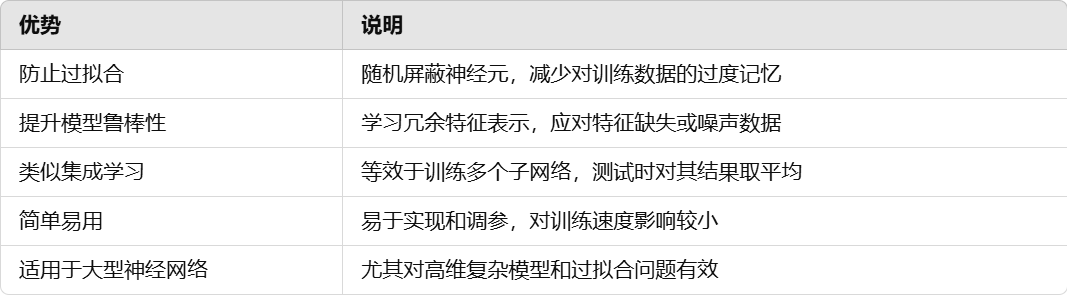 优势 说明
防止过拟合 随机屏蔽神经元，减少对训练数据的过度记忆
提升模型鲁棒性 学习冗余特征表示，应对特征缺失或噪声数据
类似集成学习 等效于训练多个子网络，测试时对其结果取平均
简单易用 易于实现和调参，对训练速度影响较小
适用于大型神经网络 尤其对高维复杂模型和过拟合问题有效